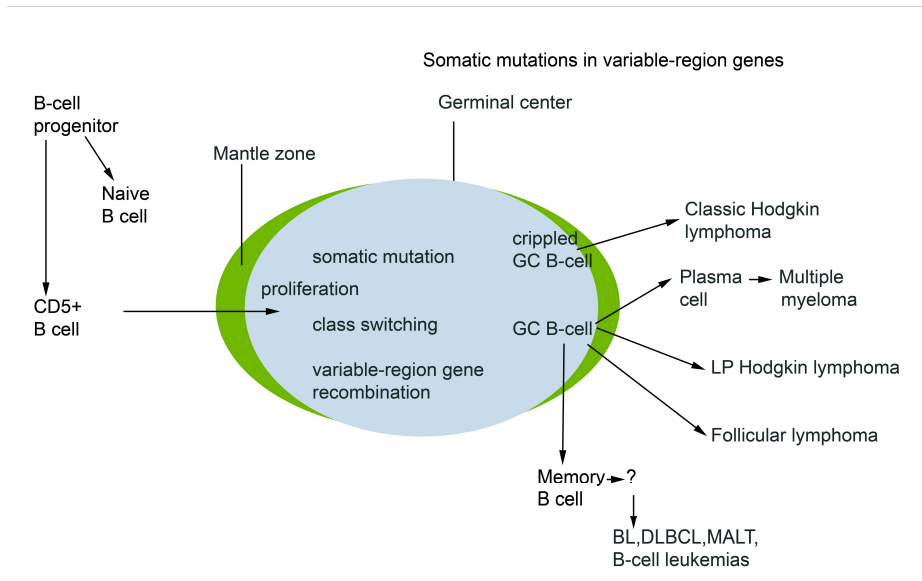 Somatic mutations in variable-region genes
Germinal center
B-cell
progenitor
Mantle zone
Naive
B cell
CD5+
B cell
somatic mutation
proliferation
class switching
variable-region gene
recombination
crippled
GC B-cell
GC B-cell
Classic Hodgkin
lymphoma
Plasma
cell
Multiple
myeloma
LP Hodgkin lymphoma
Follicular lymphoma
Memory
B cell
?
BL,DLBCL,MALT,
B-cell leukemias